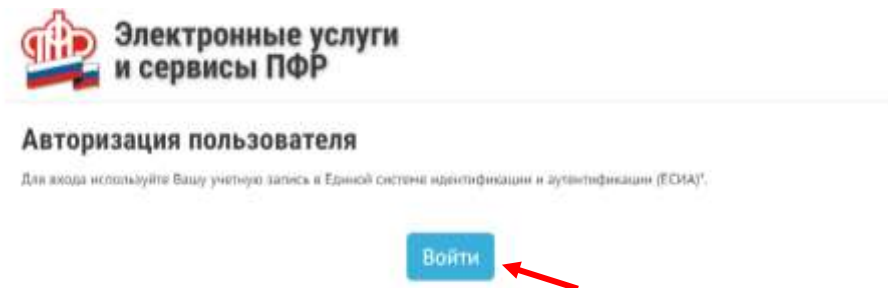 Электронные услуги
и сервисы ПФР
Авторизация пользователя
Для входа используйте Вашу учетную запись в Единой системе идентификации и аутентификации (ЕСИА)*.
Войти